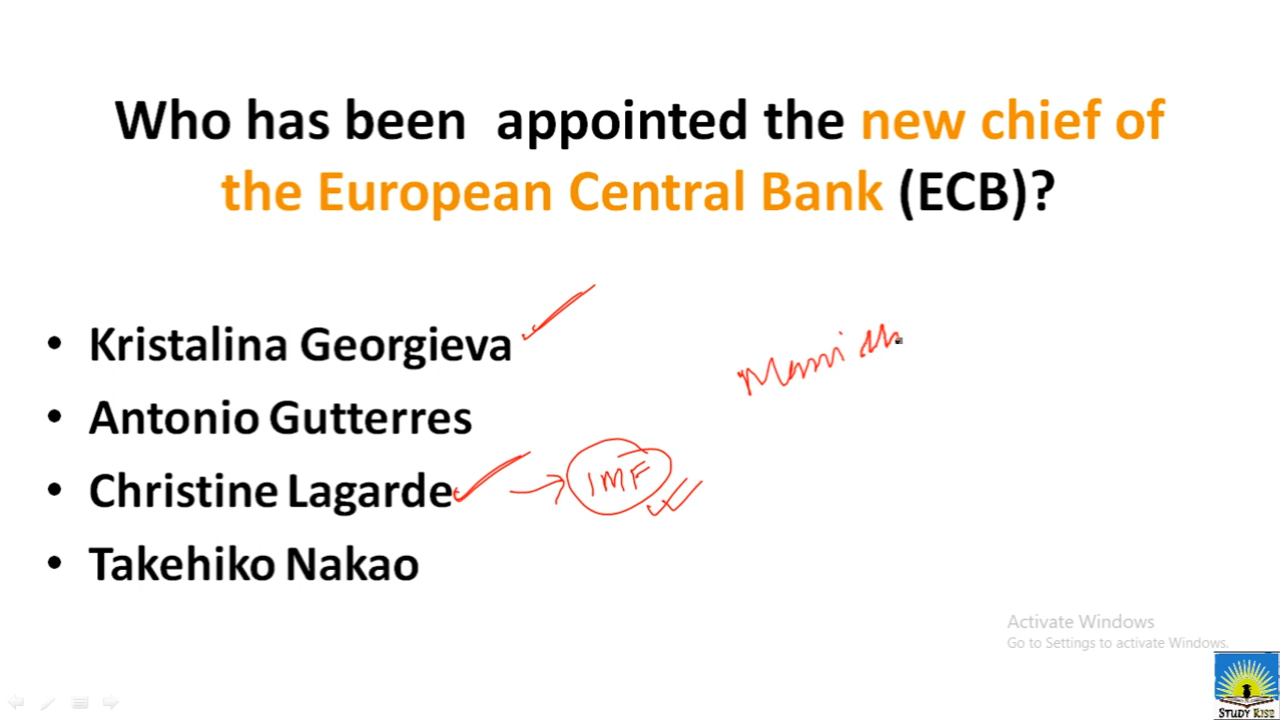 Who has been appointed the new chief of
the European Central Bank (ECB)?
• Kristalina Georgieva
• Antonio Gutterres
• Christine Lagarde
IMF
• Takehiko Nakao
Activate Windows
Go to Settings to activate Windows.
STUDY RISE